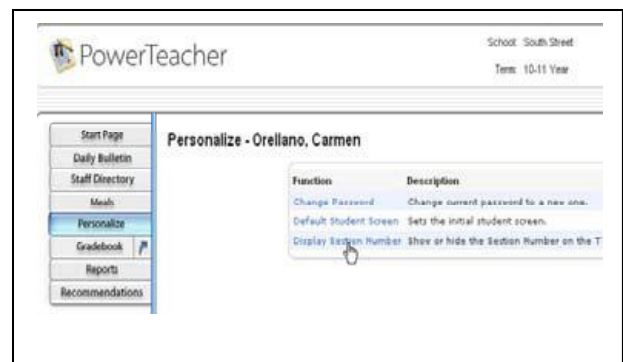 PowerTeacher
School: South Street
Term: 10-11 Year
Start Page
Daily Bulletin
Staff Directory
Meals
Personalize
Gradebook
Reports
Recommendations
Personalize - Orellano, Carmen
Function Description
Change Password Change current password to a new one.
Default Student Screen Sets the initial student screen.
Display Section Number Show or hide the Section Number on the T